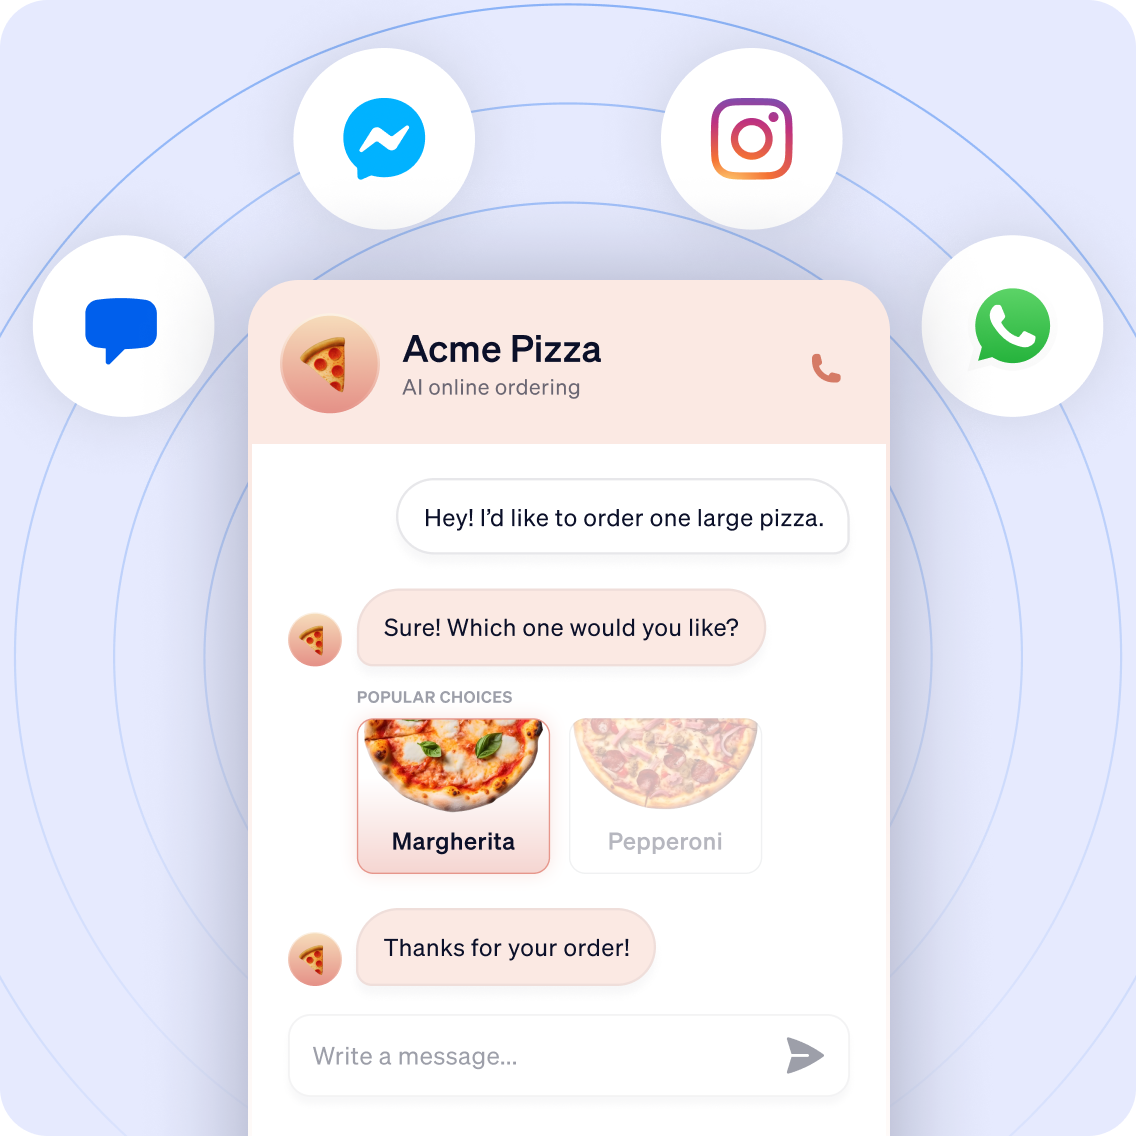 Acme Pizza
AI online ordering
Hey! I’d like to order one large pizza.
Sure! Which one would you like?
POPULAR CHOICES
Margherita
Pepperoni
Thanks for your order!
Write a message...